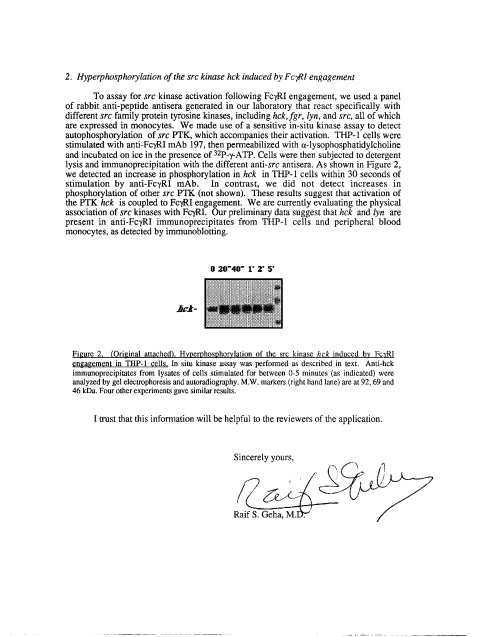 2. Hyperphosphorylation of the src kinase hck induced by FcγRI engagement
To assay for src kinase activation following FcγRI engagement, we used a panel
of rabbit anti-peptide antisera generated in our laboratory that react specifically with
different src family protein tyrosine kinases, including hck, fgr, lyn, and src, all of which
are expressed in monocytes. We made use of a sensitive in-situ kinase assay to detect
autophosphorylation of src PTK, which accompanies their activation. THP-1 cells were
stimulated with anti-FcγRI mAb 197, then permeabilized with α-lysophosphatidylcholine
and incubated on ice in the presence of ³²P-γ-ATP. Cells were then subjected to detergent
lysis and immunoprecipitation with the different anti-src antisera. As shown in Figure 2,
we detected an increase in phosphorylation in hck in THP-1 cells within 30 seconds of
stimulation by anti-FcγRI mAb. In contrast, we did not detect increases in
phosphorylation of other src PTK (not shown). These results suggest that activation of
the PTK hck is coupled to FcγRI engagement. We are currently evaluating the physical
association of src kinases with FcγRI. Our preliminary data suggest that hck and lyn are
present in anti-FcγRI immunoprecipitates from THP-1 cells and peripheral blood
monocytes, as detected by immunoblotting.
0 20"40" 1' 2' 5'
hck-
Figure 2. (Original attached). Hyperphosphorylation of the src kinase hck induced by FcγRI
engagement in THP-1 cells. In situ kinase assay was performed as described in text. Anti-hck
immunoprecipitates from lysates of cells stimulated for between 0-5 minutes (as indicated) were
analyzed by gel electrophoresis and autoradiography. M.W. markers (right hand lane) are at 92, 69 and
46 kDa. Four other experiments gave similar results.
I trust that this information will be helpful to the reviewers of the application.
Sincerely yours,
Raif S Geha
Raif S. Geha, M.D.